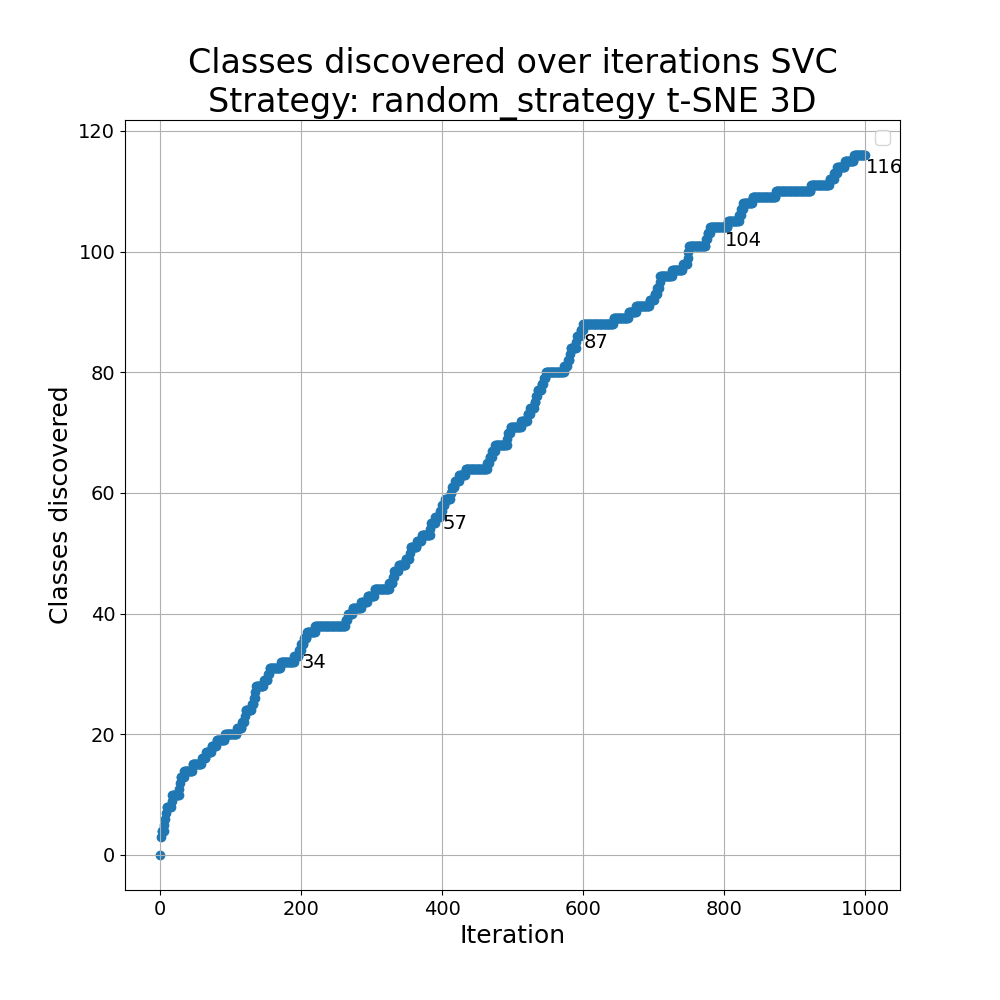 Classes discovered over iterations SVC
Strategy: random_strategy t-SNE 3D
Classes discovered
120
100
80
60
40
20
0
116
104
87
57
34
0 200 400 600 800 1000
Iteration